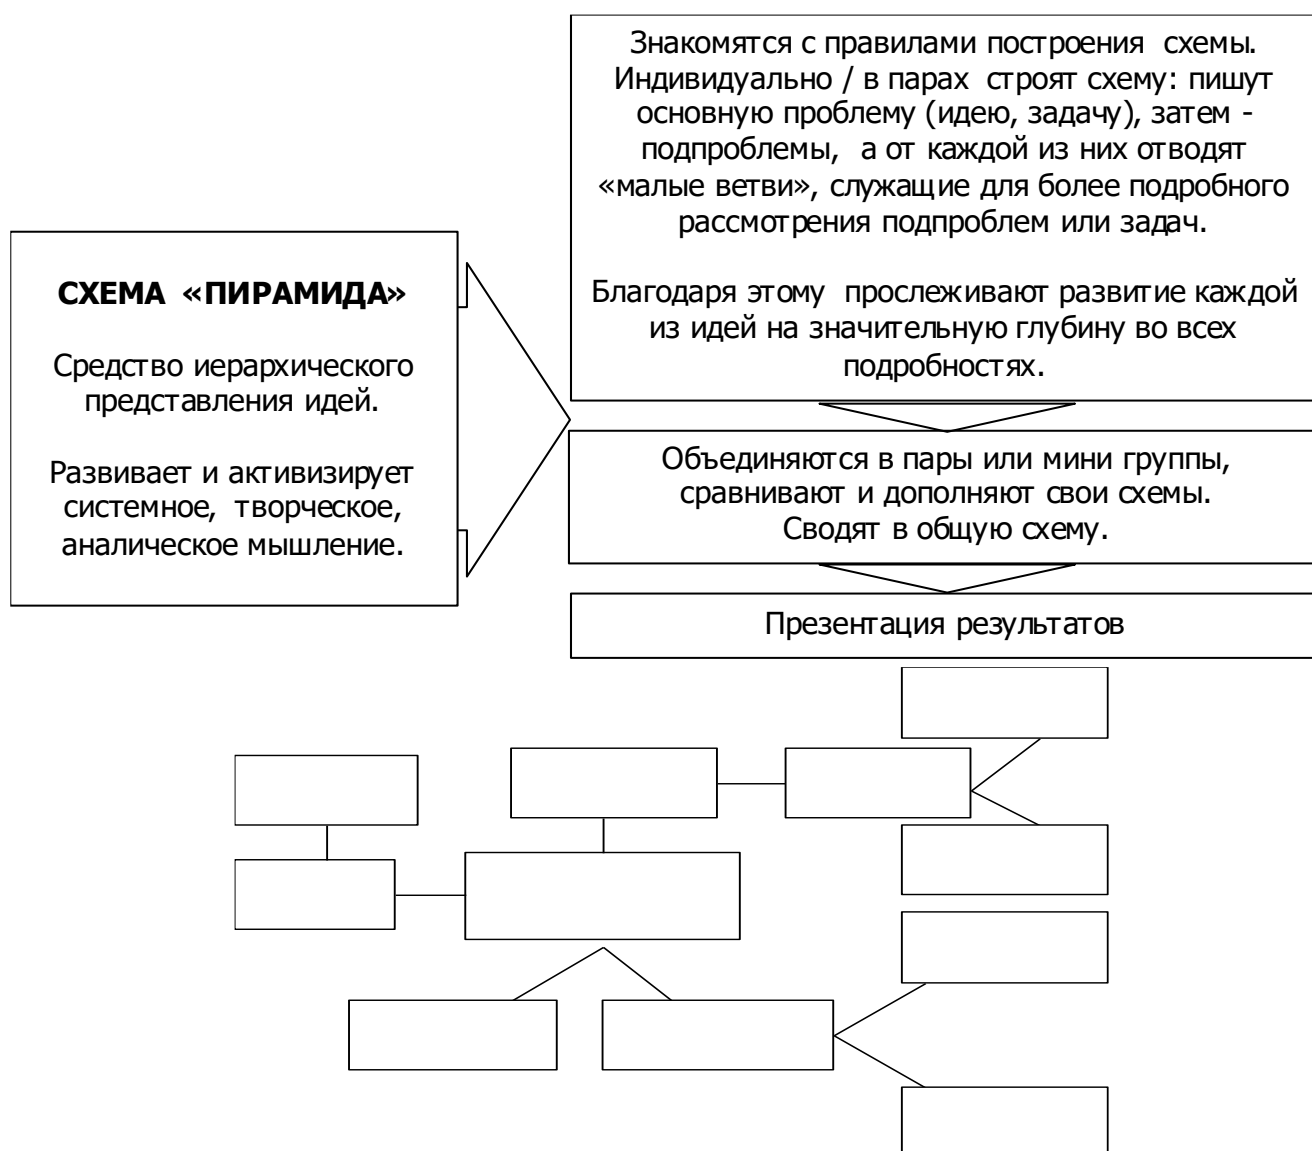 СХЕМА «ПИРАМИДА»
Средство иерархического
представления идей.
Развивает и активизирует
системное, творческое,
аналическое мышление.
Знакомятся с правилами построения схемы.
Индивидуально / в парах строят схему: пишут
основную проблему (идею, задачу), затем -
подпроблемы, а от каждой из них отводят
«малые ветви», служащие для более подробного
рассмотрения подпроблем или задач.
Благодаря этому прослеживают развитие каждой
из идей на значительную глубину во всех
подробностях.
Объединяются в пары или мини группы,
сравнивают и дополняют свои схемы.
Сводят в общую схему.
Презентация результатов